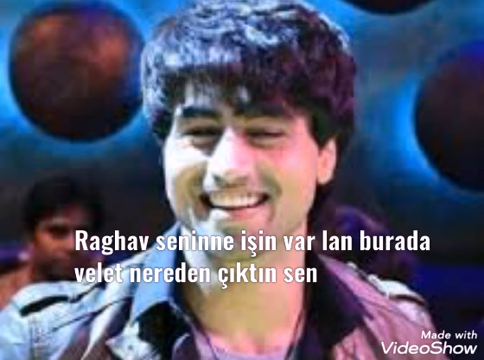 Raghav seninne işin var lan burada
velet nereden çıktın sen
Made with
VideoShow